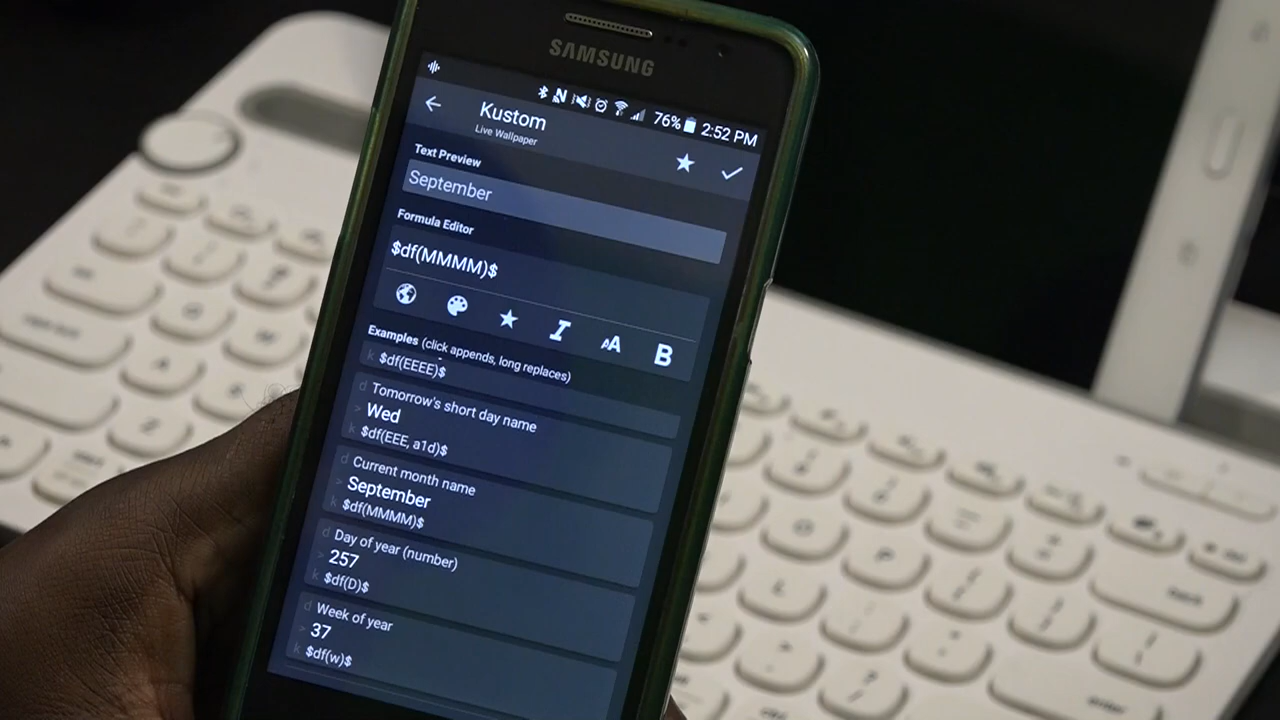 SAMSUNG
76% 2:52 PM
Kustom
Live Wallpaper
Text Preview
September
Formula Editor
$df(MMMM)$
Examples (click appends, long replaces)
k $df(EEEE)$
d Tomorrow's short day name
> Wed
k $df(EEE, a1d)$
d Current month name
> September
k $df(MMMM)$
d Day of year (number)
> 257
k $df(D)$
d Week of year
> 37
k $df(w)$
enter